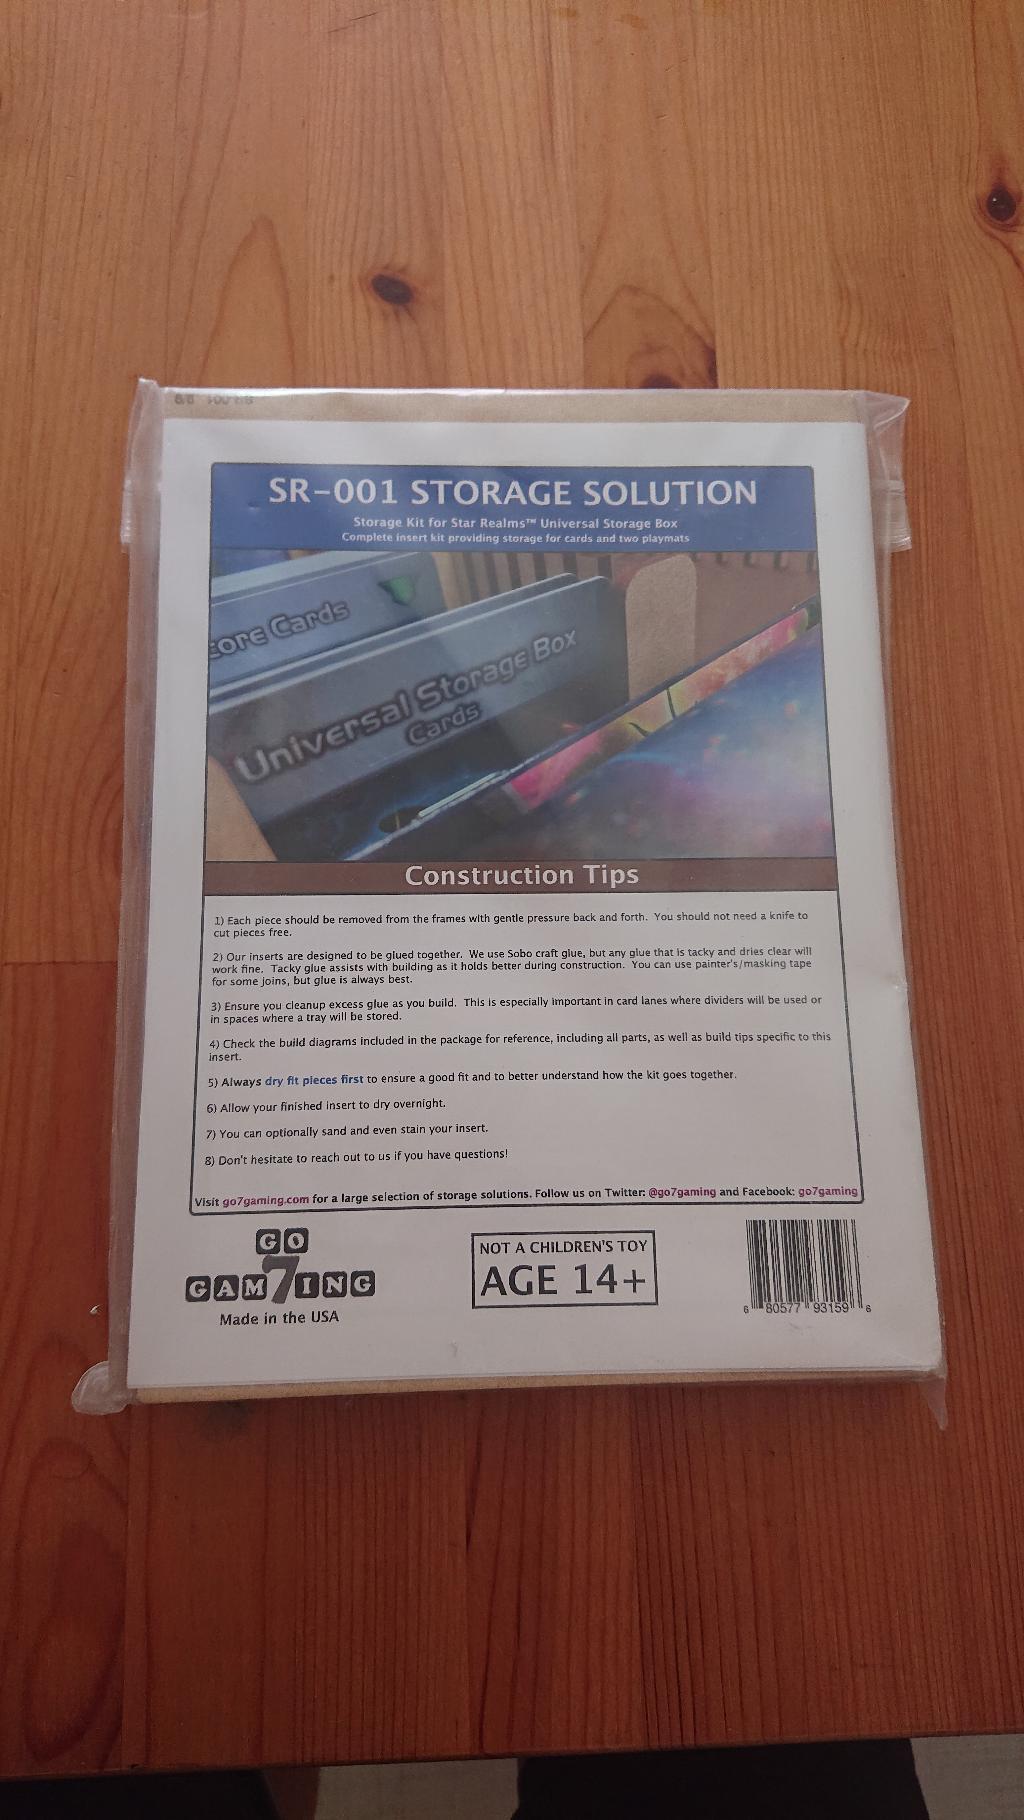 SR-001 STORAGE SOLUTION
Storage Kit for Star Realms™ Universal Storage Box
Complete insert kit providing storage for cards and two playmats
Core Cards
Universal Storage Box
Cards
Construction Tips
1) Each piece should be removed from the frames with gentle pressure back and forth. You should not need a knife to
cut pieces free.
2) Our inserts are designed to be glued together. We use Sobo craft glue, but any glue that is tacky and dries clear will
work fine. Tacky glue assists with building as it holds better during construction. You can use painter's/masking tape
for some joins, but glue is always best.
3) Ensure you cleanup excess glue as you build. This is especially important in card lanes where dividers will be used or
in spaces where a tray will be stored.
4) Check the build diagrams included in the package for reference, including all parts, as well as build tips specific to this
insert.
5) Always dry fit pieces first to ensure a good fit and to better understand how the kit goes together.
6) Allow your finished insert to dry overnight.
7) You can optionally sand and even stain your insert.
8) Don't hesitate to reach out to us if you have questions!
Visit go7gaming.com for a large selection of storage solutions. Follow us on Twitter: @go7gaming and Facebook: go7gaming
GO
7
GAMING
Made in the USA
NOT A CHILDREN'S TOY
AGE 14+
6 80577 93159 6